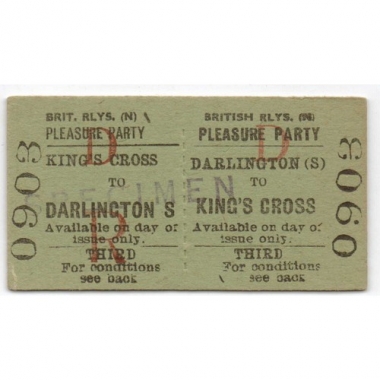 BRIT. RLYS. (N)
PLEASURE PARTY
KING'S CROSS
TO
DARLINGTON S
Available on day of
issue only.
THIRD
For conditions
see back
BRITISH RLYS. (N)
PLEASURE PARTY
DARLINGTON (S)
TO
KING'S CROSS
Available on day of
issue only.
THIRD
For conditions
see back
0903
0903
D
R
D
SPECIMEN